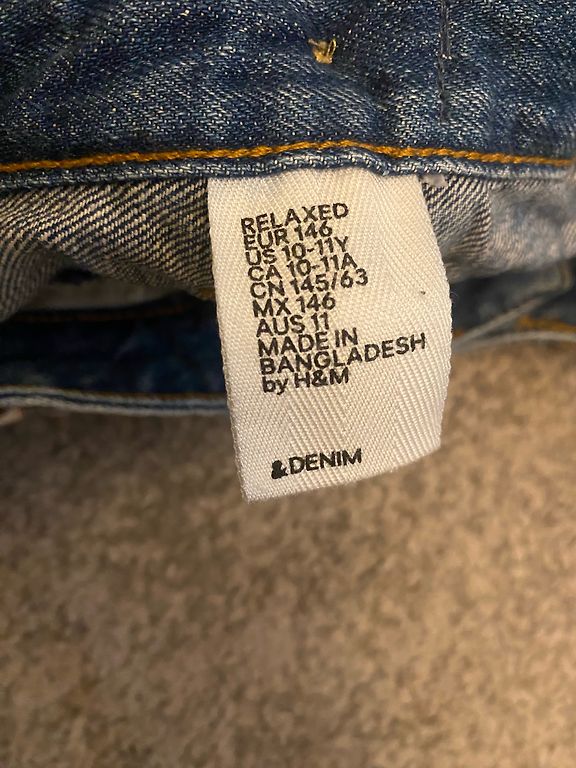 RELAXED
EUR 146
US 10-11Y
CA 10-11A
CN 145/63
MX 146
AUS 11
MADE IN
BANGLADESH
by H&M
&DENIM